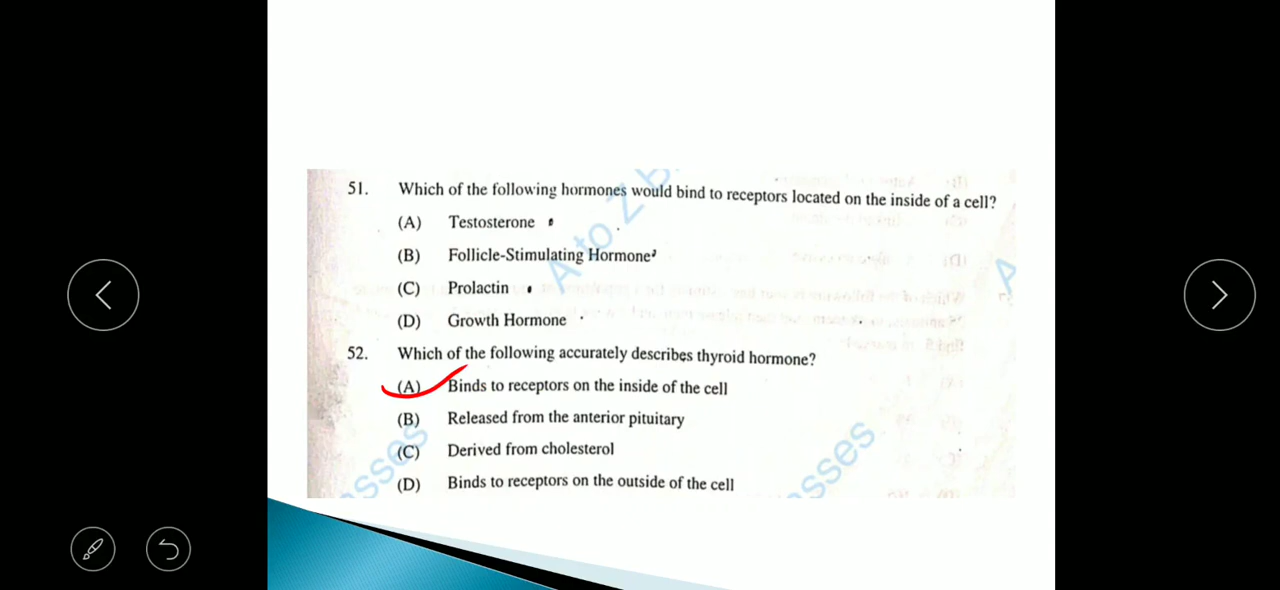 51. Which of the following hormones would bind to receptors located on the inside of a cell?
(A) Testosterone
(B) Follicle-Stimulating Hormone
(C) Prolactin
(D) Growth Hormone
52. Which of the following accurately describes thyroid hormone?
(A) Binds to receptors on the inside of the cell
(B) Released from the anterior pituitary
(C) Derived from cholesterol
(D) Binds to receptors on the outside of the cell
A to Z B
asses
asses
A